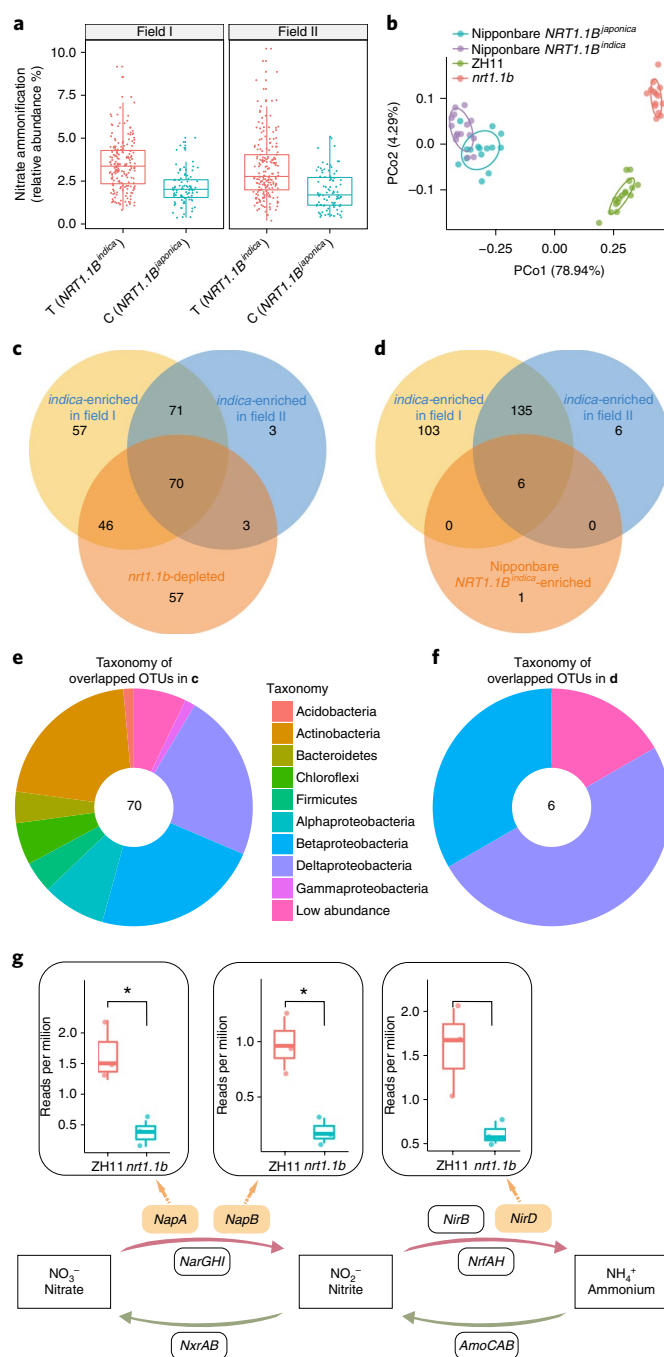 a
Field I
Field II
Nitrate ammonification
(relative abundance %)
10.0
7.5
5.0
2.5
0.0
T (NRT1.1B^indica)
C (NRT1.1B^japonica)
T (NRT1.1B^indica)
C (NRT1.1B^japonica)
b
Nipponbare NRT1.1B^japonica
Nipponbare NRT1.1B^indica
ZH11
nrt1.1b
PCo2 (4.29%)
0.1
0.0
−0.1
−0.25
0.00
0.25
PCo1 (78.94%)
c
indica-enriched
in field I
57
71
indica-enriched
in field II
3
70
46
3
nrt1.1b-depleted
57
d
indica-enriched
in field I
103
135
indica-enriched
in field II
6
6
0
0
Nipponbare
NRT1.1B^indica-enriched
1
e
Taxonomy of
overlapped OTUs in c
70
Taxonomy
Acidobacteria
Actinobacteria
Bacteroidetes
Chloroflexi
Firmicutes
Alphaproteobacteria
Betaproteobacteria
Deltaproteobacteria
Gammaproteobacteria
Low abundance
f
Taxonomy of
overlapped OTUs in d
6
g
Reads per milion
2.0
1.5
1.0
0.5
*
ZH11 nrt1.1b
Reads per milion
1.0
0.5
*
ZH11 nrt1.1b
Reads per milion
2.0
1.5
1.0
0.5
ZH11 nrt1.1b
NapA
NapB
NirB
NirD
NarGHI
NrfAH
NO₃⁻
Nitrate
NO₂⁻
Nitrite
NH₄⁺
Ammonium
NxrAB
AmoCAB